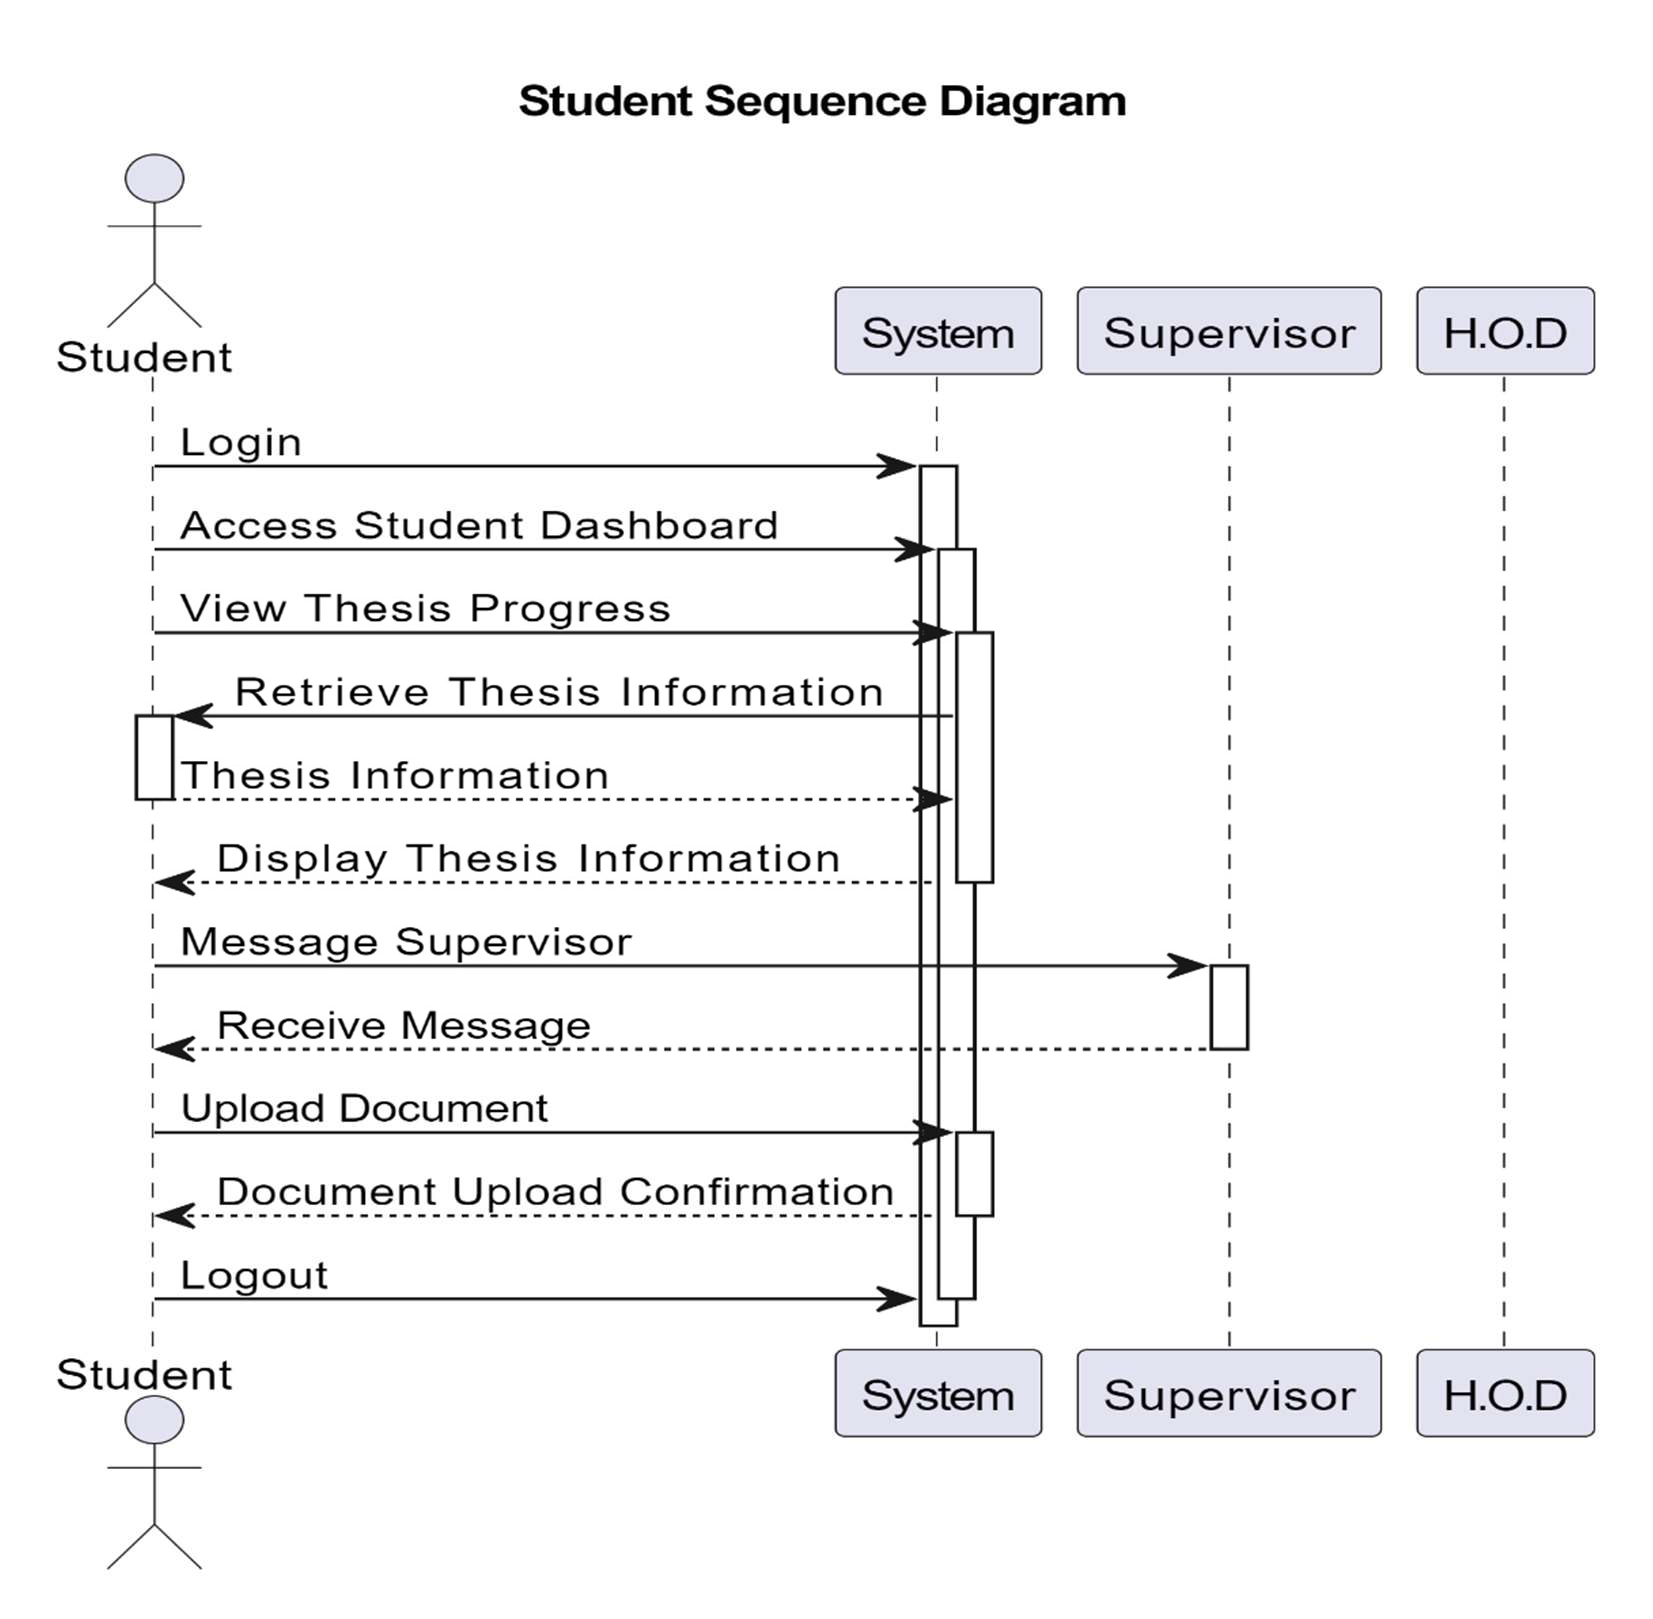 Student Sequence Diagram
Student
System
Supervisor
H.O.D
Login
Access Student Dashboard
View Thesis Progress
Retrieve Thesis Information
Thesis Information
Display Thesis Information
Message Supervisor
Receive Message
Upload Document
Document Upload Confirmation
Logout
Student
System
Supervisor
H.O.D